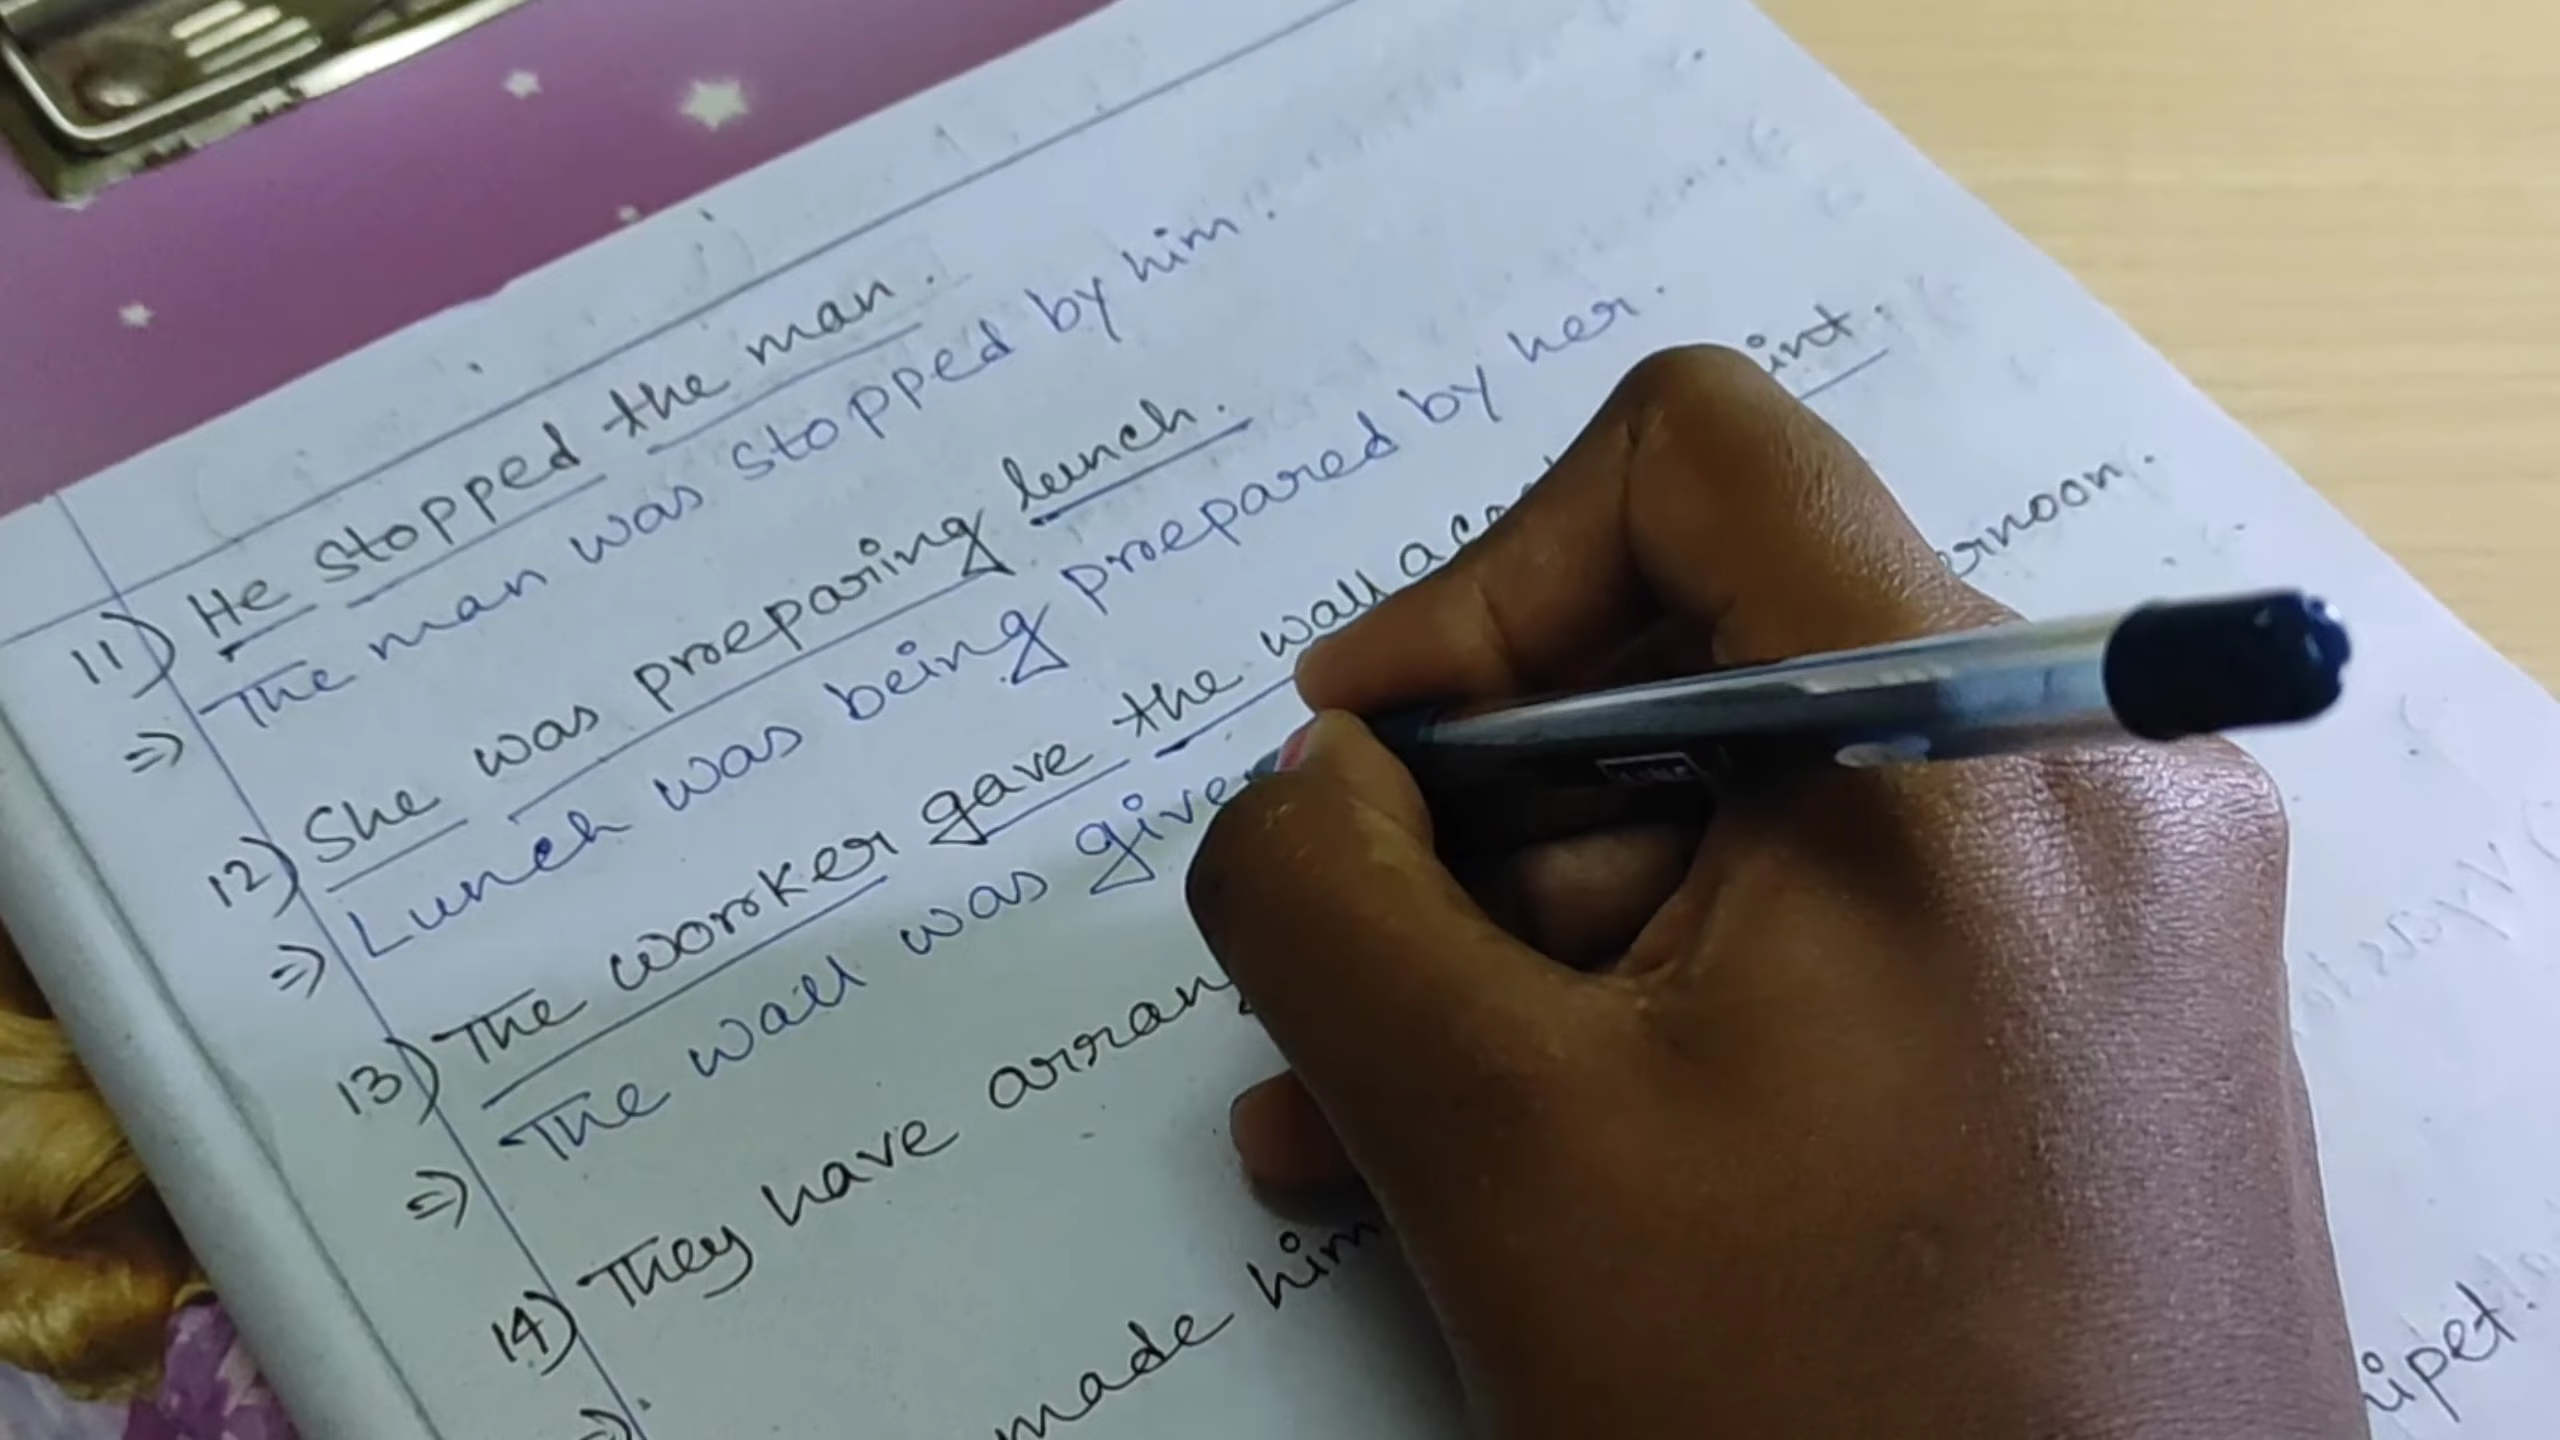 11) He stopped the man.
=) The man was stopped by him.
12) She was preparing lunch.
=) Lunch was being prepared by her.
13) The worker gave the wall a
=) The wall was give
14) They have
=)
made him